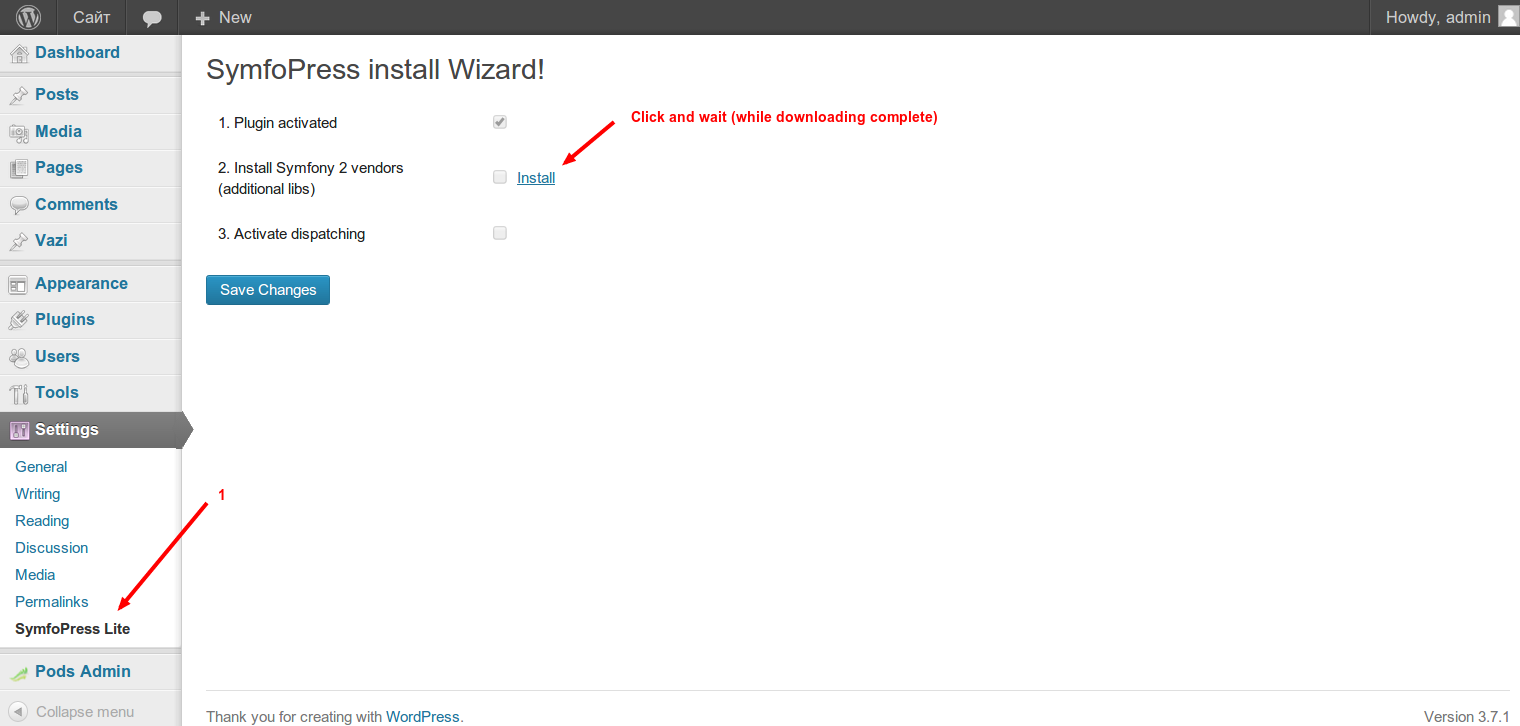 Сайт
New
Howdy, admin
Dashboard
Posts
Media
Pages
Comments
Vazi
Appearance
Plugins
Users
Tools
Settings
General
Writing
Reading
Discussion
Media
Permalinks
SymfoPress Lite
Pods Admin
Collapse menu
1
SymfoPress install Wizard!
1. Plugin activated
Click and wait (while downloading complete)
2. Install Symfony 2 vendors
(additional libs)
Install
3. Activate dispatching
Save Changes
Thank you for creating with WordPress.
Version 3.7.1